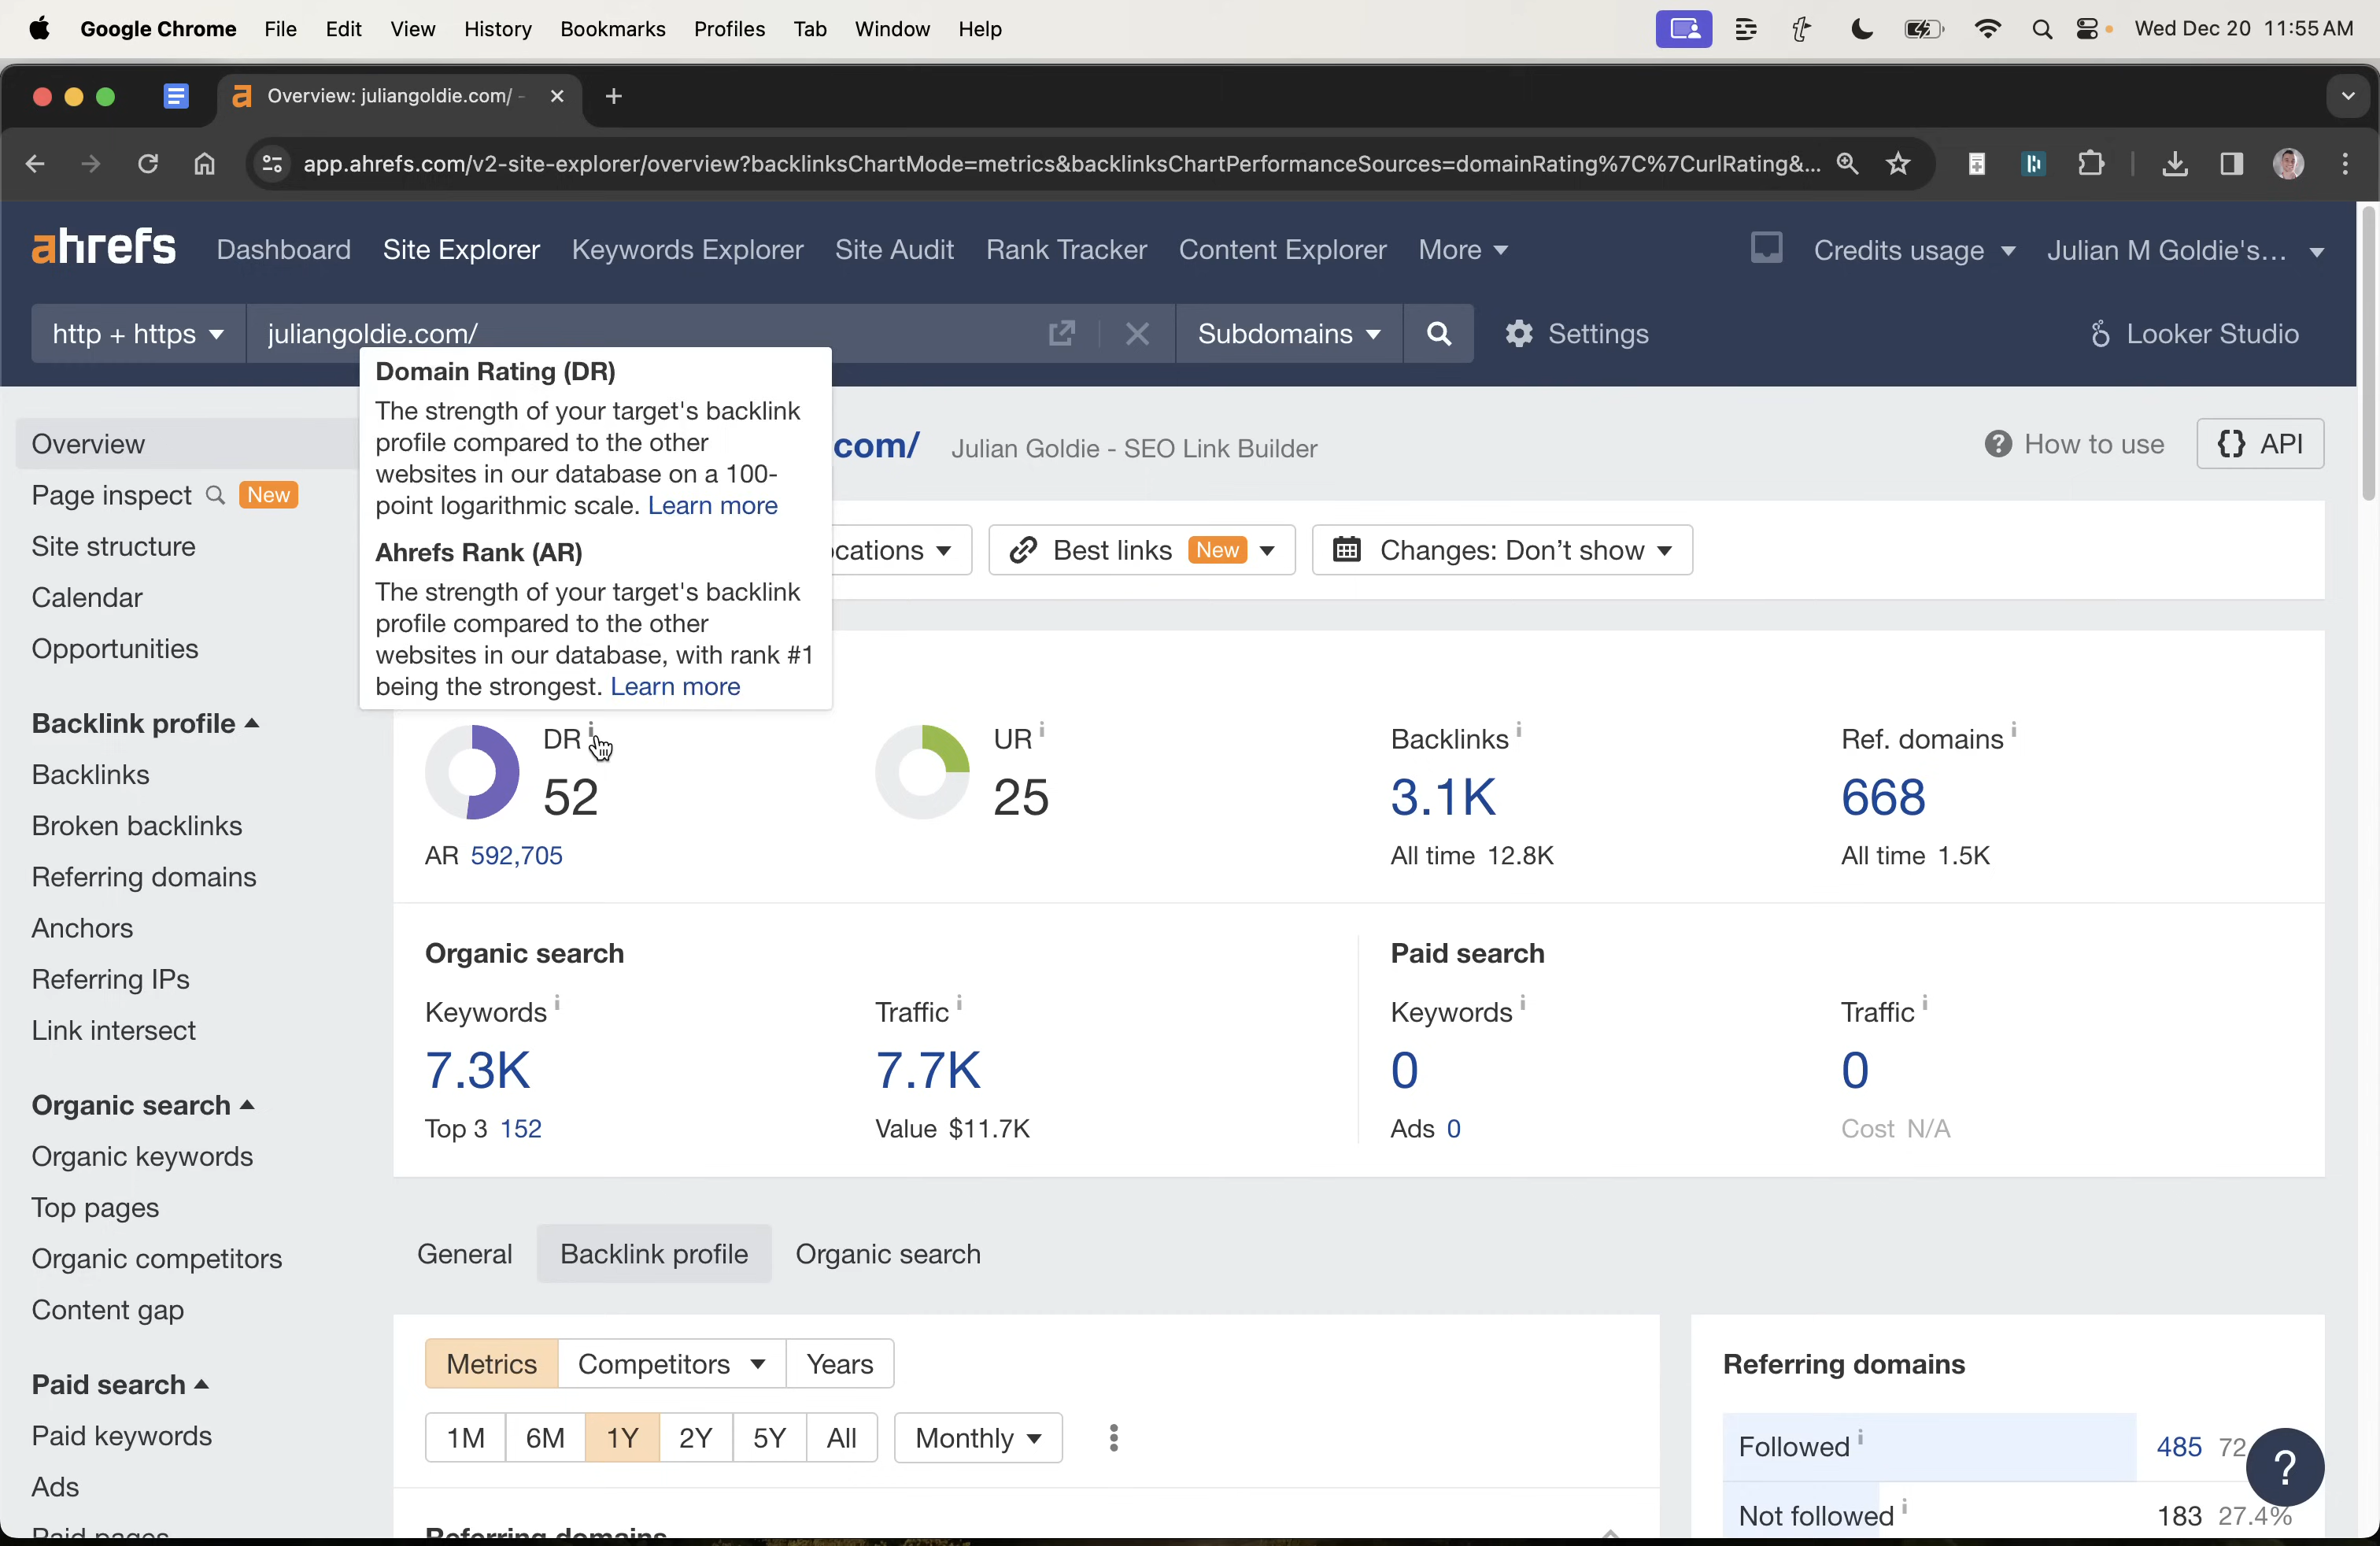 Google Chrome File Edit View History Bookmarks Profiles Tab Window Help Wed Dec 20 11:55 AM
Overview: juliangoldie.com/ -
app.ahrefs.com/v2-site-explorer/overview?backlinksChartMode=metrics&backlinksChartPerformanceSources=domainRating%7C%7CurlRating&...
ahrefs Dashboard Site Explorer Keywords Explorer Site Audit Rank Tracker Content Explorer More Credits usage Julian M Goldie's...
http + https juliangoldie.com/ Subdomains Settings Looker Studio
Domain Rating (DR)
The strength of your target's backlink
profile compared to the other
websites in our database on a 100-
point logarithmic scale. Learn more
Ahrefs Rank (AR)
The strength of your target's backlink
profile compared to the other
websites in our database, with rank #1
being the strongest. Learn more
Overview
Page inspect New
Site structure
Calendar
Opportunities
Backlink profile
Backlinks
Broken backlinks
Referring domains
Anchors
Referring IPs
Link intersect
Organic search
Organic keywords
Top pages
Organic competitors
Content gap
Paid search
Paid keywords
Ads
Paid pages
com/ Julian Goldie - SEO Link Builder ? How to use {} API
ocations Best links New Changes: Don't show
DR i UR i Backlinks i Ref. domains i
52 25 3.1K 668
AR 592,705 All time 12.8K All time 1.5K
Organic search Paid search
Keywords i Traffic i Keywords i Traffic i
7.3K 7.7K 0 0
Top 3 152 Value $11.7K Ads 0 Cost N/A
General Backlink profile Organic search
Metrics Competitors Years
1M 6M 1Y 2Y 5Y All Monthly
Referring domains
Referring domains
Followed i 485 72
Not followed i 183 27.4%
?